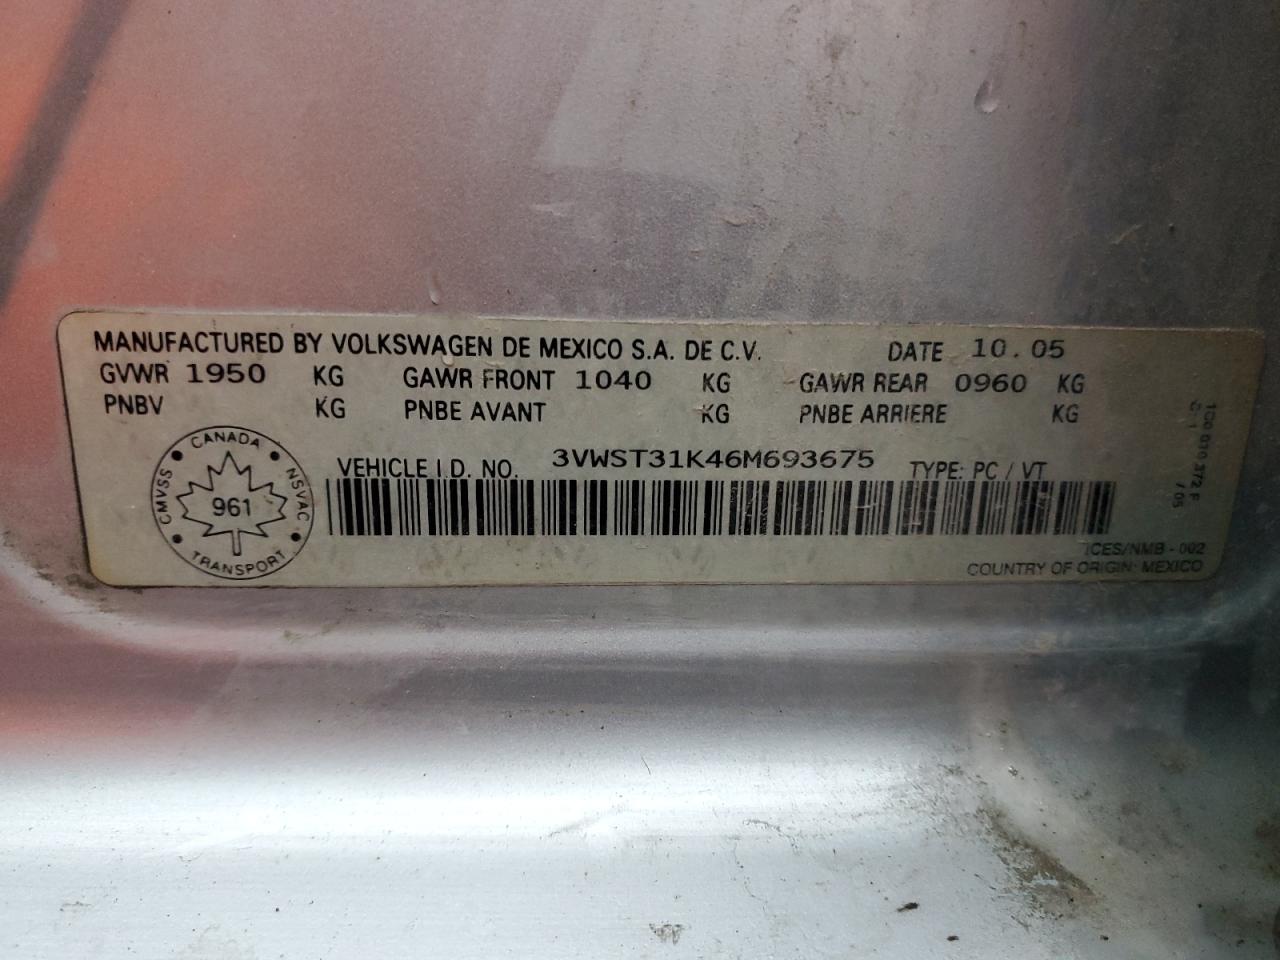 MANUFACTURED BY VOLKSWAGEN DE MEXICO S.A. DE C.V. DATE 10.05
GVWR 1950 KG GAWR FRONT 1040 KG GAWR REAR 0960 KG
PNBV KG PNBE AVANT KG PNBE ARRIERE KG
CANADA
CMVSS
NSVAC
961
TRANSPORT
VEHICLE I.D. NO. 3VWST31K46M693675 TYPE: PC / VT
ICES/NMB - 002
COUNTRY OF ORIGIN: MEXICO
/ 05